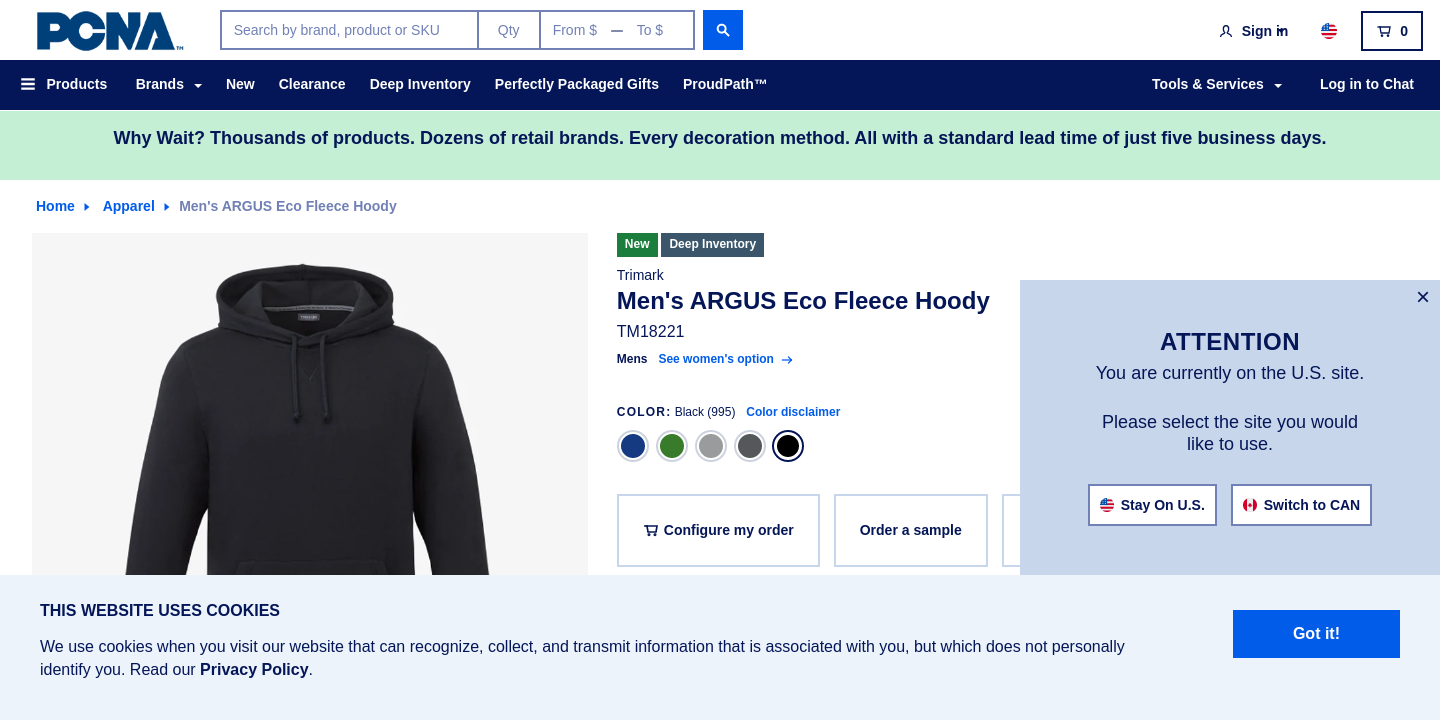 PCNA™
Search by brand, product or SKU
Qty
From $ — To $
Sign in
0
Products
Brands
New
Clearance
Deep Inventory
Perfectly Packaged Gifts
ProudPath™
Tools & Services
Log in to Chat
Why Wait? Thousands of products. Dozens of retail brands. Every decoration method. All with a standard lead time of just five business days.
Home
Apparel
Men's ARGUS Eco Fleece Hoody
New
Deep Inventory
Trimark
Men's ARGUS Eco Fleece Hoody
TM18221
Mens See women's option
COLOR: Black (995) Color disclaimer
Configure my order
Order a sample
×
ATTENTION
You are currently on the U.S. site.
Please select the site you would
like to use.
Stay On U.S.
Switch to CAN
THIS WEBSITE USES COOKIES
We use cookies when you visit our website that can recognize, collect, and transmit information that is associated with you, but which does not personally
identify you. Read our Privacy Policy.
Got it!